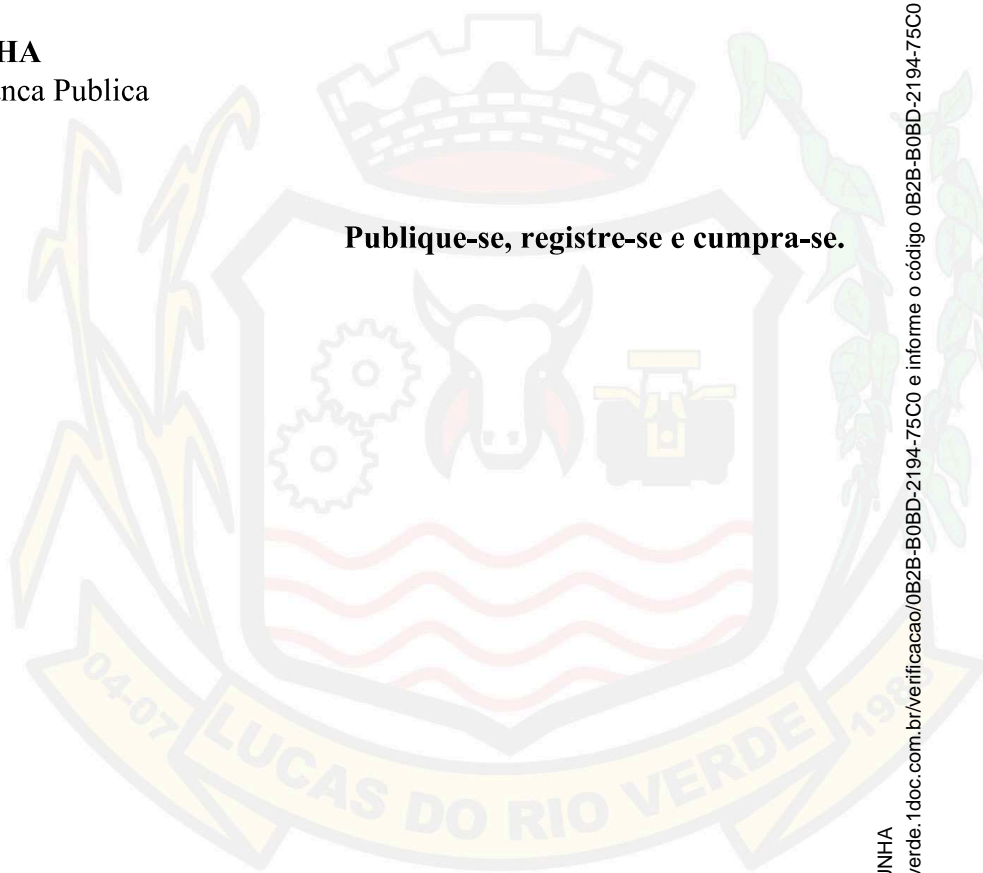 HA
nca Publica
Publique-se, registre-se e cumpra-se.
04-07 LUCAS DO RIO VERDE 1988
NHA
verde.1doc.com.br/verificacao/0B2B-B0BD-2194-75C0 e informe o código 0B2B-B0BD-2194-75C0